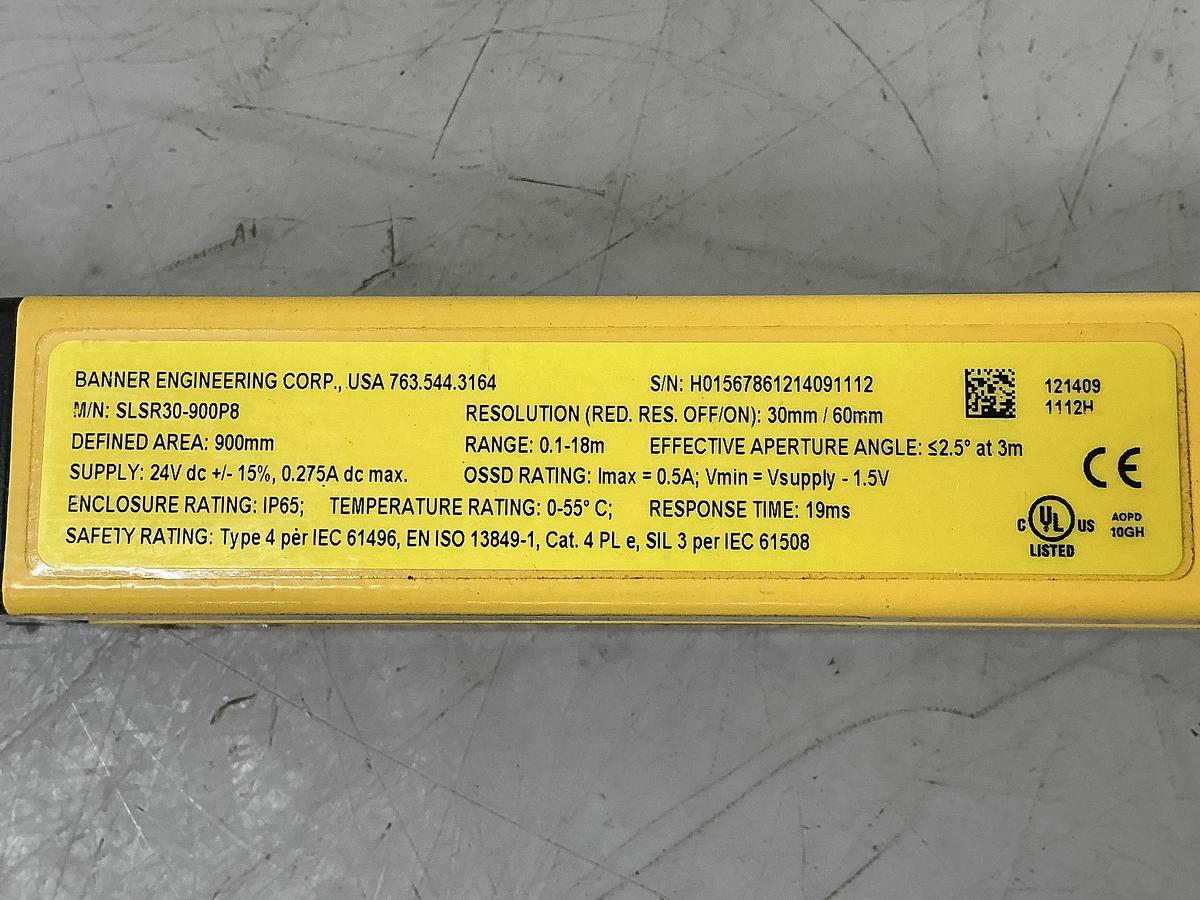 BANNER ENGINEERING CORP., USA 763.544.3164 S/N: H01567861214091112
M/N: SLSR30-900P8 RESOLUTION (RED. RES. OFF/ON): 30mm / 60mm
DEFINED AREA: 900mm RANGE: 0.1-18m EFFECTIVE APERTURE ANGLE: ≤2.5° at 3m
SUPPLY: 24V dc +/- 15%, 0.275A dc max. OSSD RATING: Imax = 0.5A; Vmin = Vsupply - 1.5V
ENCLOSURE RATING: IP65; TEMPERATURE RATING: 0-55° C; RESPONSE TIME: 19ms
SAFETY RATING: Type 4 per IEC 61496, EN ISO 13849-1, Cat. 4 PL e, SIL 3 per IEC 61508
121409
1112H
CE
C UL US
LISTED
AOPD
10GH